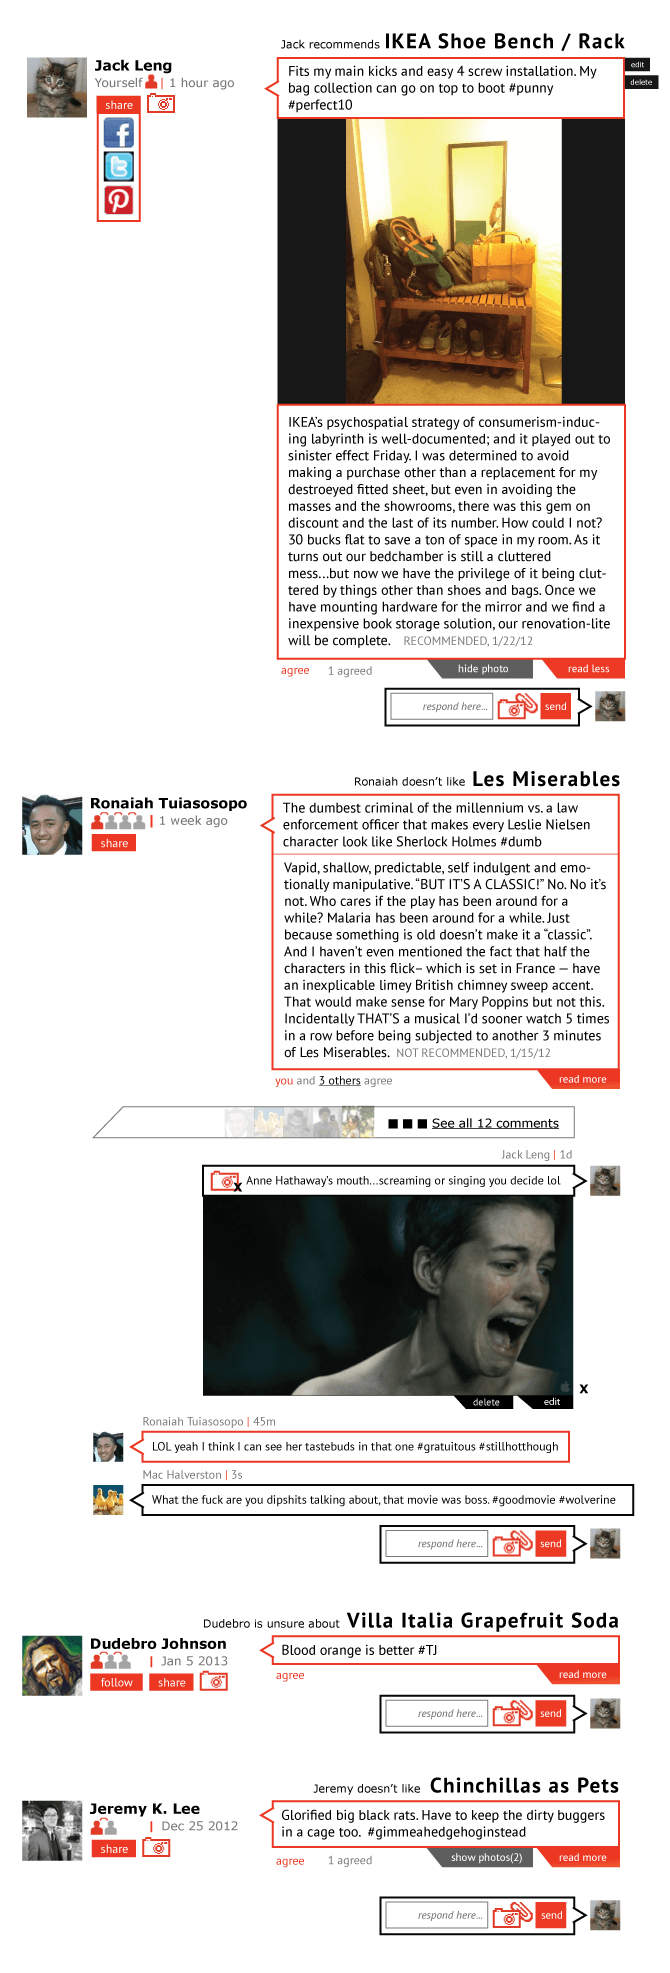 Jack recommends IKEA Shoe Bench / Rack
Jack Leng
Yourself | 1 hour ago
share
Fits my main kicks and easy 4 screw installation. My
bag collection can go on top to boot #punny
#perfect10
edit
delete
IKEA's psychospatial strategy of consumerism-induc-
ing labyrinth is well-documented; and it played out to
sinister effect Friday. I was determined to avoid
making a purchase other than a replacement for my
destroeyed fitted sheet, but even in avoiding the
masses and the showrooms, there was this gem on
discount and the last of its number. How could I not?
30 bucks flat to save a ton of space in my room. As it
turns out our bedchamber is still a cluttered
mess...but now we have the privilege of it being clut-
tered by things other than shoes and bags. Once we
have mounting hardware for the mirror and we find a
inexpensive book storage solution, our renovation-lite
will be complete. RECOMMENDED, 1/22/12
agree 1 agreed hide photo read less
respond here... send
Ronaiah doesn't like Les Miserables
Ronaiah Tuiasosopo
| 1 week ago
share
The dumbest criminal of the millennium vs. a law
enforcement officer that makes every Leslie Nielsen
character look like Sherlock Holmes #dumb
Vapid, shallow, predictable, self indulgent and emo-
tionally manipulative. "BUT IT'S A CLASSIC!" No. No it's
not. Who cares if the play has been around for a
while? Malaria has been around for a while. Just
because something is old doesn't make it a "classic".
And I haven't even mentioned the fact that half the
characters in this flick– which is set in France — have
an inexplicable limey British chimney sweep accent.
That would make sense for Mary Poppins but not this.
Incidentally THAT'S a musical I'd sooner watch 5 times
in a row before being subjected to another 3 minutes
of Les Miserables. NOT RECOMMENDED, 1/15/12
you and 3 others agree read more
See all 12 comments
Jack Leng | 1d
x Anne Hathaway's mouth...screaming or singing you decide lol
x
delete edit
Ronaiah Tuiasosopo | 45m
LOL yeah I think I can see her tastebuds in that one #gratuitous #stillhotthough
Mac Halverston | 3s
What the fuck are you dipshits talking about, that movie was boss. #goodmovie #wolverine
respond here... send
Dudebro is unsure about Villa Italia Grapefruit Soda
Dudebro Johnson
| Jan 5 2013
follow share
Blood orange is better #TJ
agree read more
respond here... send
Jeremy doesn't like Chinchillas as Pets
Jeremy K. Lee
| Dec 25 2012
share
Glorified big black rats. Have to keep the dirty buggers
in a cage too. #gimmeahedgehoginstead
agree 1 agreed show photos(2) read more
respond here... send